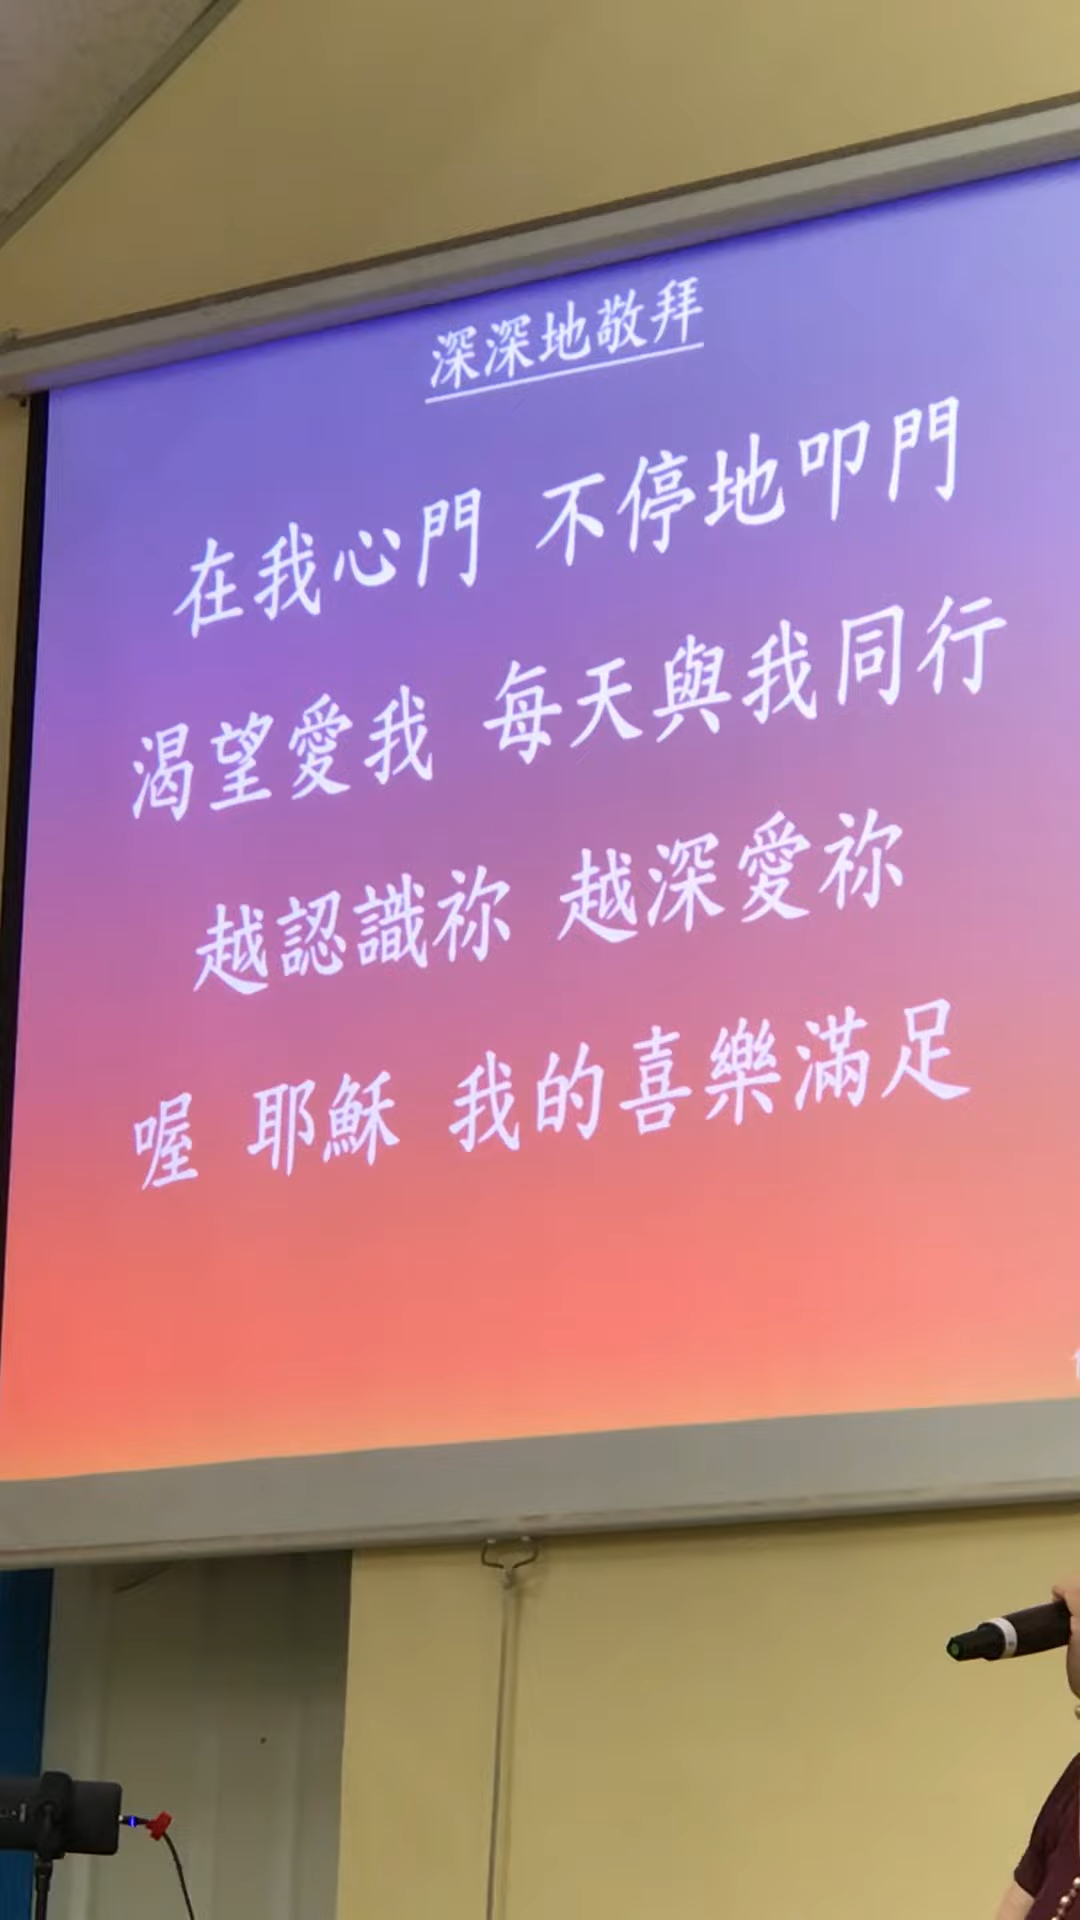 深深地敬拜
在我心門 不停地叩門
渴望愛我 每天與我同行
越認識祢 越深愛祢
喔 耶穌 我的喜樂滿足